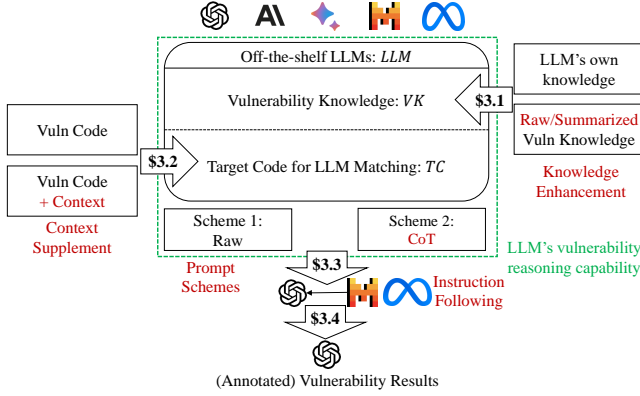 Off-the-shelf LLMs: LLM
LLM's own
knowledge
Vulnerability Knowledge: VK
$3.1
Raw/Summarized
Vuln Knowledge
Vuln Code
$3.2
Target Code for LLM Matching: TC
Knowledge
Enhancement
Vuln Code
+ Context
Context
Supplement
Scheme 1:
Raw
Scheme 2:
CoT
LLM's vulnerability
reasoning capability
Prompt
Schemes
$3.3
Instruction
Following
$3.4
(Annotated) Vulnerability Results